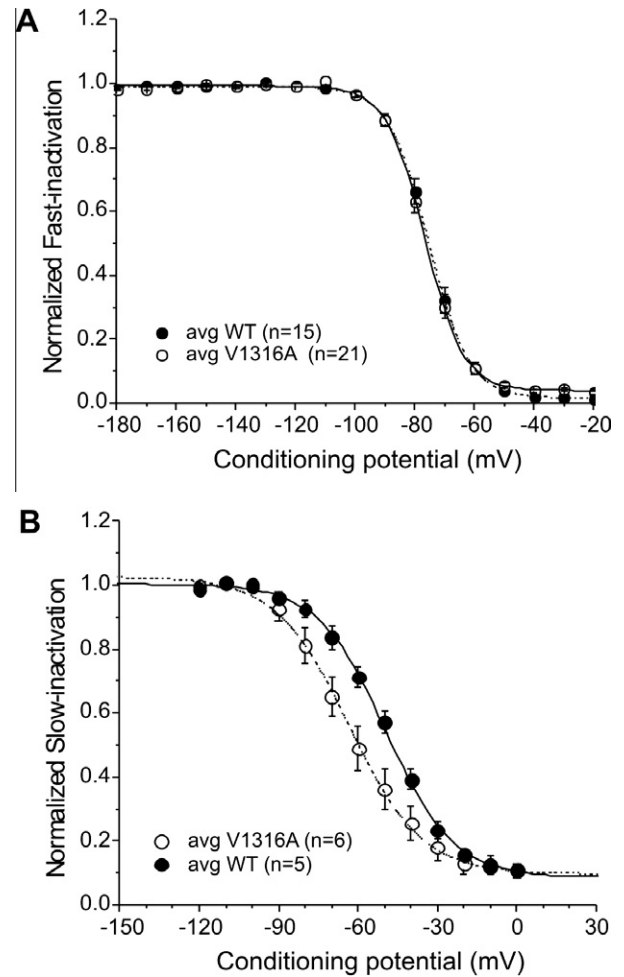 A
1.2
1.0
0.8
0.6
0.4
0.2
0.0
Normalized Fast-inactivation
avg WT (n=15)
avg V1316A (n=21)
-180 -160 -140 -120 -100 -80 -60 -40 -20
Conditioning potential (mV)
B
1.2
1.0
0.8
0.6
0.4
0.2
0.0
Normalized Slow-inactivation
avg V1316A (n=6)
avg WT (n=5)
-150 -120 -90 -60 -30 0 30
Conditioning potential (mV)